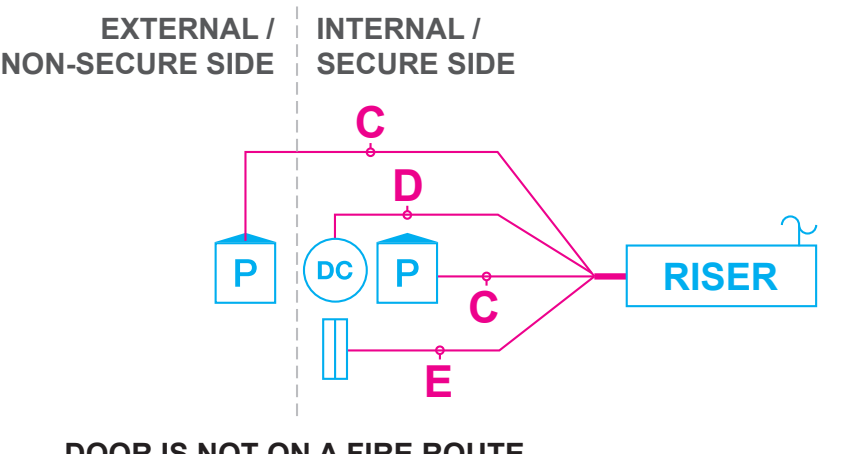 EXTERNAL /
NON-SECURE SIDE
INTERNAL /
SECURE SIDE
C
D
P
DC
P
C
RISER
E
DOOR IS NOT ON A FIRE ROUTE